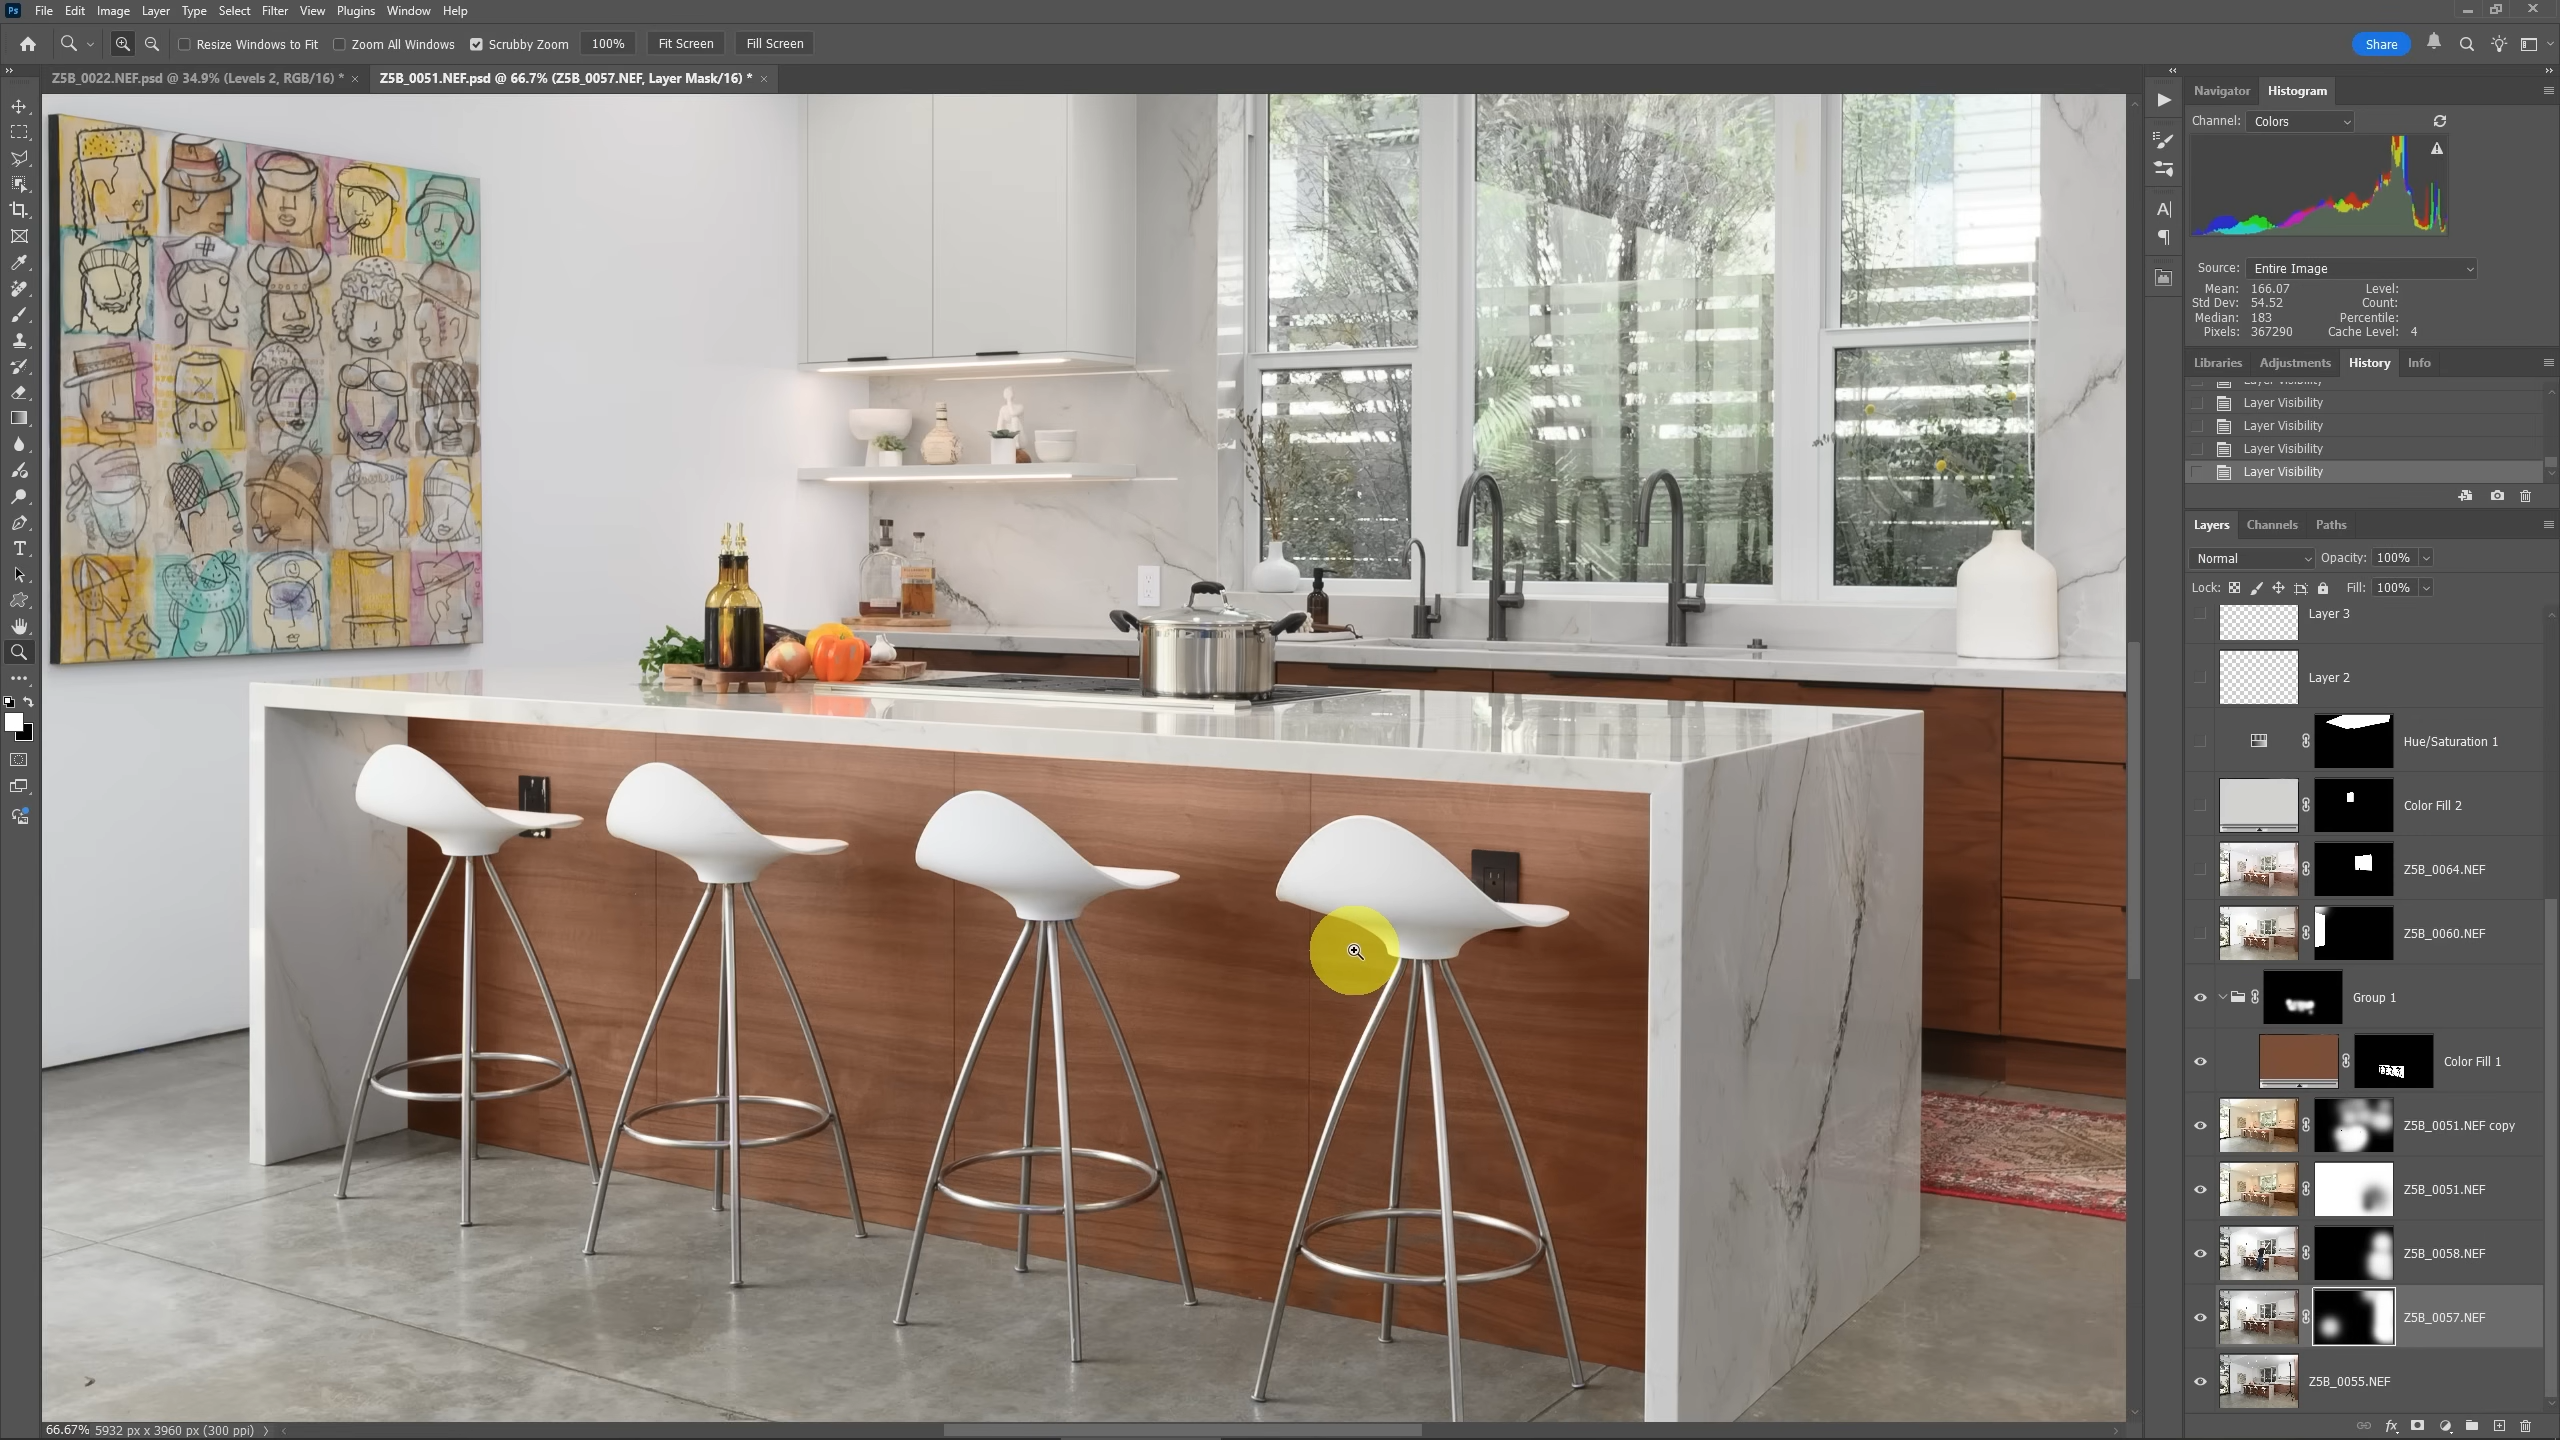 Ps File Edit Image Layer Type Select Filter View Plugins Window Help
Resize Windows to Fit Zoom All Windows Scrubby Zoom 100% Fit Screen Fill Screen Share
Z5B_0022.NEF.psd @ 34.9% (Levels 2, RGB/16) * × Z5B_0051.NEF.psd @ 66.7% (Z5B_0057.NEF, Layer Mask/16) * ×
Navigator Histogram
Channel: Colors
Source: Entire Image
Mean: 166.07 Level:
Std Dev: 54.52 Count:
Median: 183 Percentile:
Pixels: 367290 Cache Level: 4
Libraries Adjustments History Info
Layer Visibility
Layer Visibility
Layer Visibility
Layer Visibility
Layer Visibility
Layers Channels Paths
Normal Opacity: 100%
Lock: Fill: 100%
Layer 3
Layer 2
Hue/Saturation 1
Color Fill 2
Z5B_0064.NEF
Z5B_0060.NEF
Group 1
Color Fill 1
Z5B_0051.NEF copy
Z5B_0051.NEF
Z5B_0058.NEF
Z5B_0057.NEF
Z5B_0055.NEF
66.67% 5932 px x 3960 px (300 ppi)